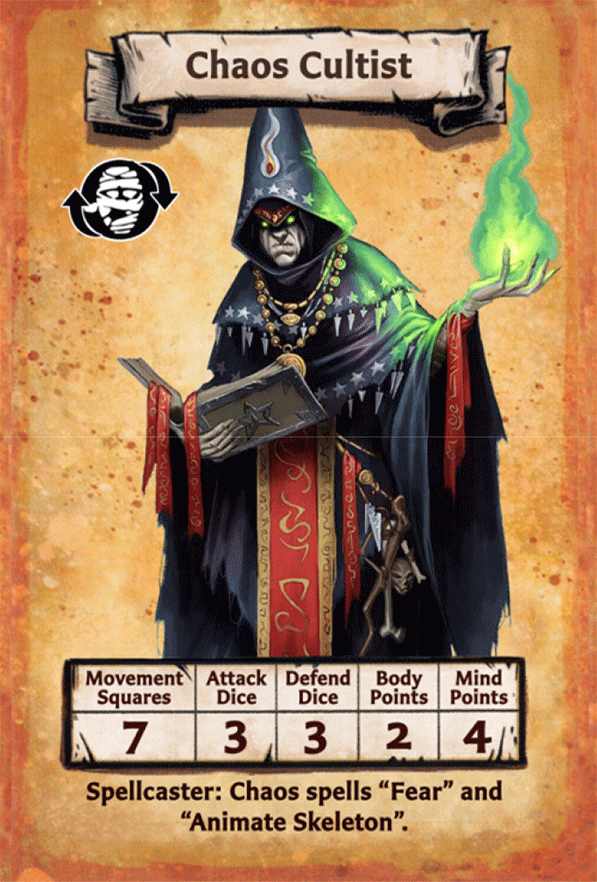 Chaos Cultist
Movement Squares Attack Dice Defend Dice Body Points Mind Points
7 3 3 2 4
Spellcaster: Chaos spells “Fear” and
“Animate Skeleton”.